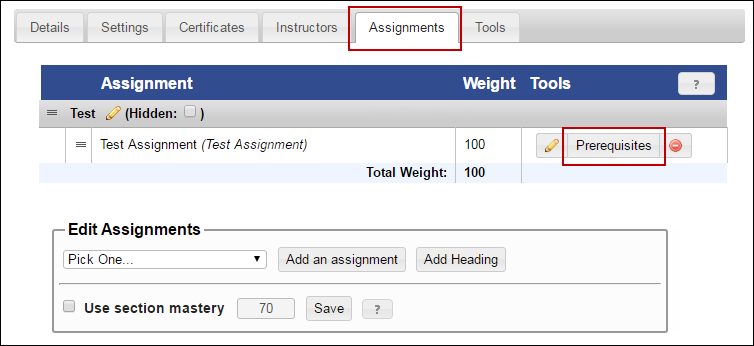 Details Settings Certificates Instructors Assignments Tools
Assignment Weight Tools ?
Test (Hidden: )
Test Assignment (Test Assignment) 100 Prerequisites
Total Weight: 100
Edit Assignments
Pick One... Add an assignment Add Heading
Use section mastery 70 Save ?